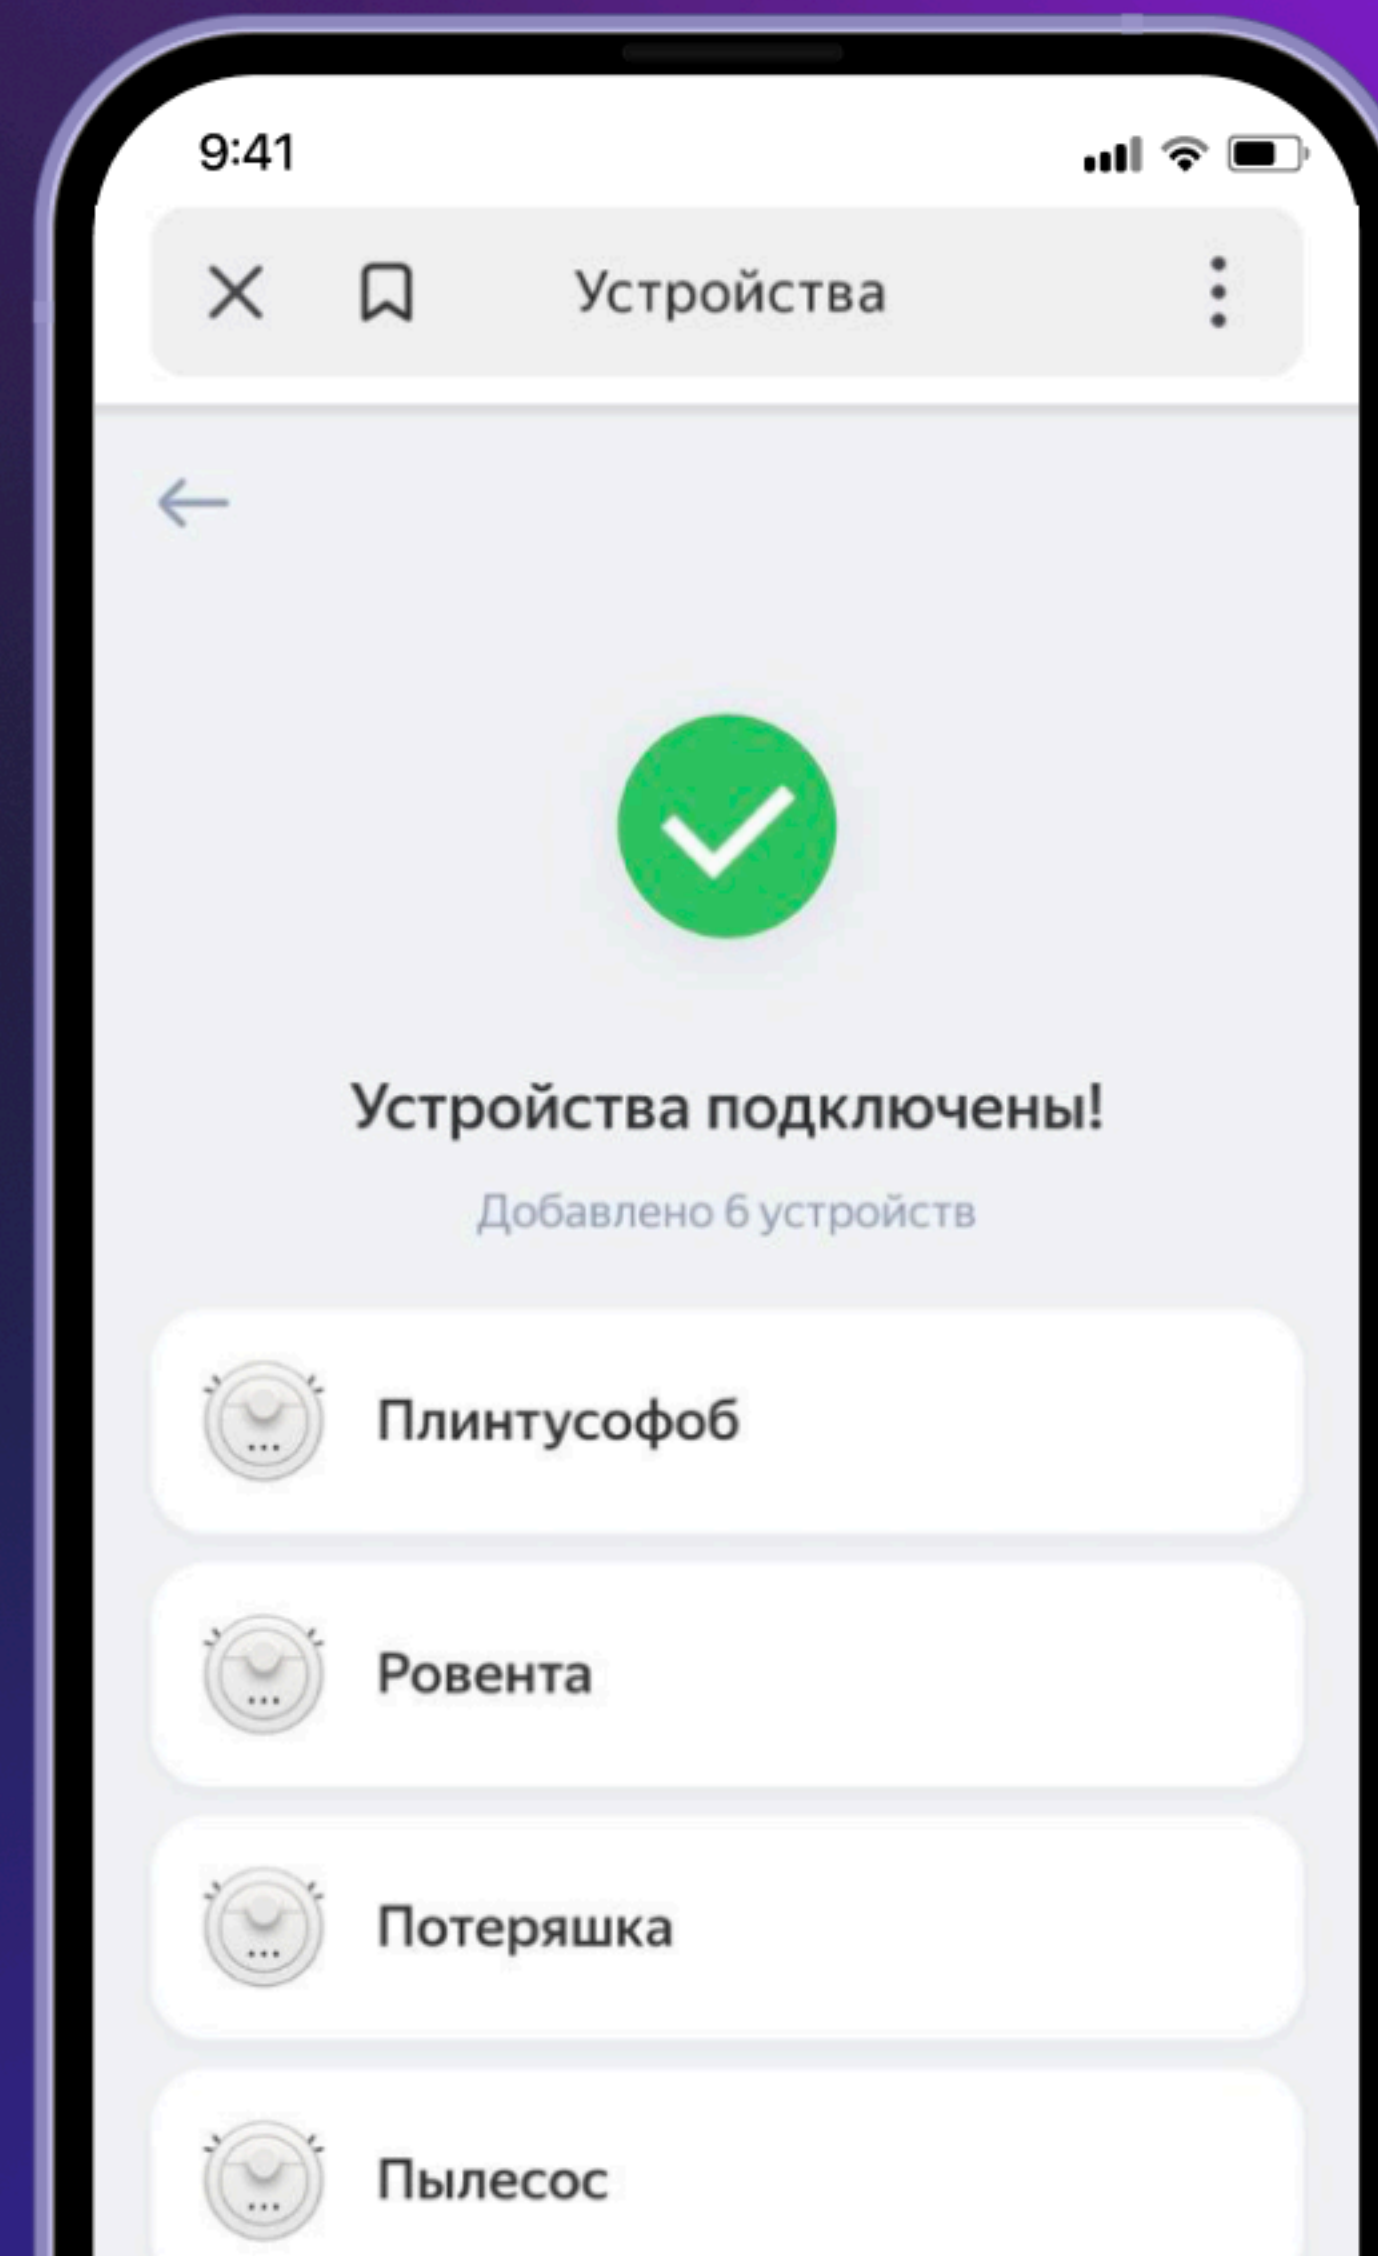 9:41
Устройства
Устройства подключены!
Добавлено 6 устройств
Плинтусофоб
Ровента
Потеряшка
Пылесос